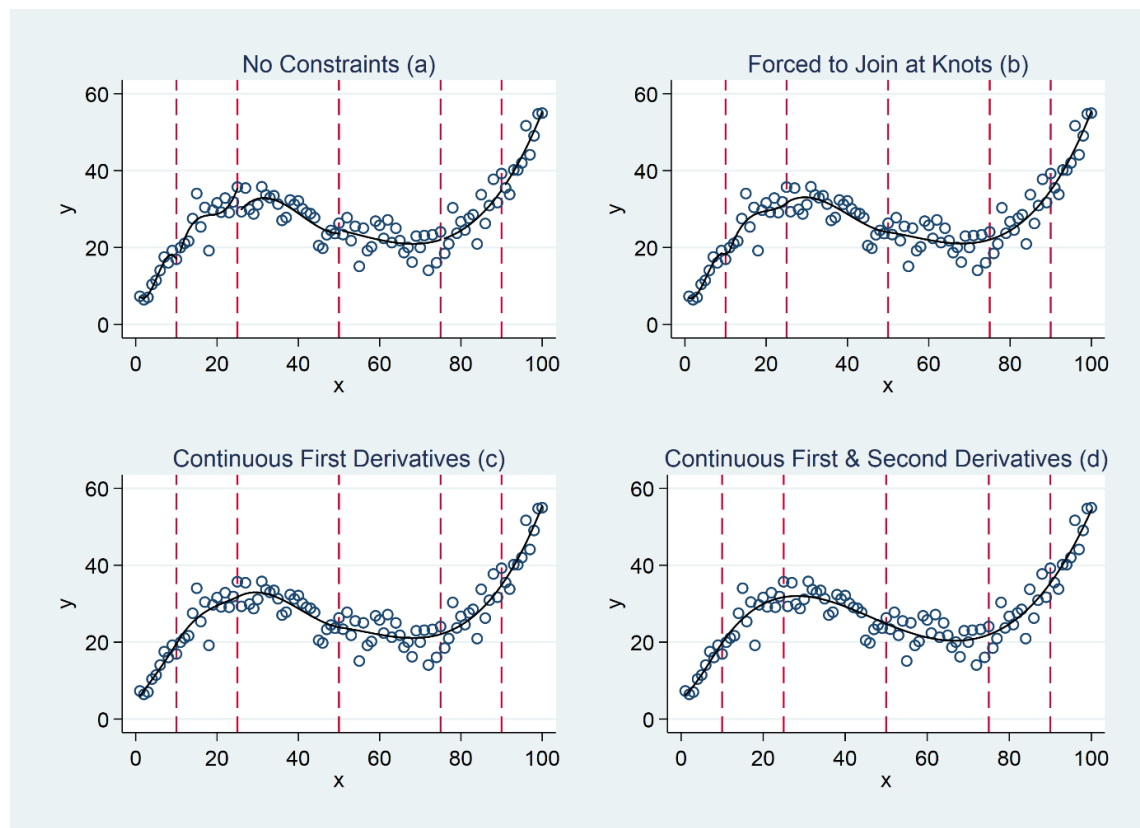 No Constraints (a)
60
40
20
0
y
0 20 40 60 80 100
x
Forced to Join at Knots (b)
60
40
20
0
y
0 20 40 60 80 100
x
Continuous First Derivatives (c)
60
40
20
0
y
0 20 40 60 80 100
x
Continuous First & Second Derivatives (d)
60
40
20
0
y
0 20 40 60 80 100
x